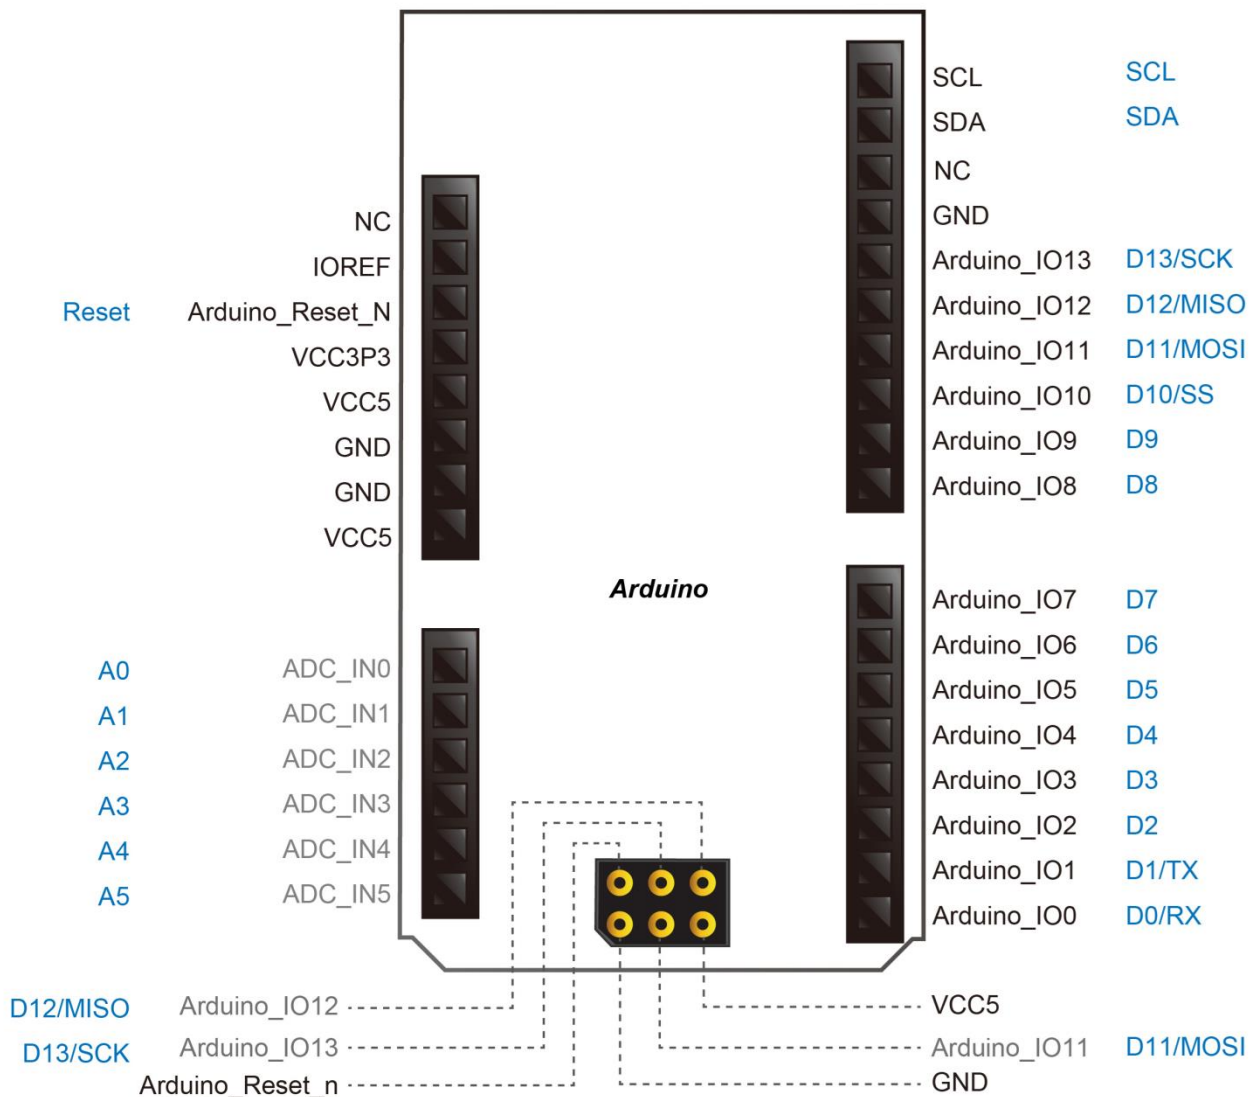 SCL SCL
SDA SDA
NC
GND
Arduino_IO13 D13/SCK
Arduino_IO12 D12/MISO
Arduino_IO11 D11/MOSI
Arduino_IO10 D10/SS
Arduino_IO9 D9
Arduino_IO8 D8
NC
IOREF
Reset Arduino_Reset_N
VCC3P3
VCC5
GND
GND
VCC5
Arduino
Arduino_IO7 D7
Arduino_IO6 D6
Arduino_IO5 D5
Arduino_IO4 D4
Arduino_IO3 D3
Arduino_IO2 D2
Arduino_IO1 D1/TX
Arduino_IO0 D0/RX
A0 ADC_IN0
A1 ADC_IN1
A2 ADC_IN2
A3 ADC_IN3
A4 ADC_IN4
A5 ADC_IN5
D12/MISO Arduino_IO12
D13/SCK Arduino_IO13
Arduino_Reset_n
VCC5
Arduino_IO11 D11/MOSI
GND